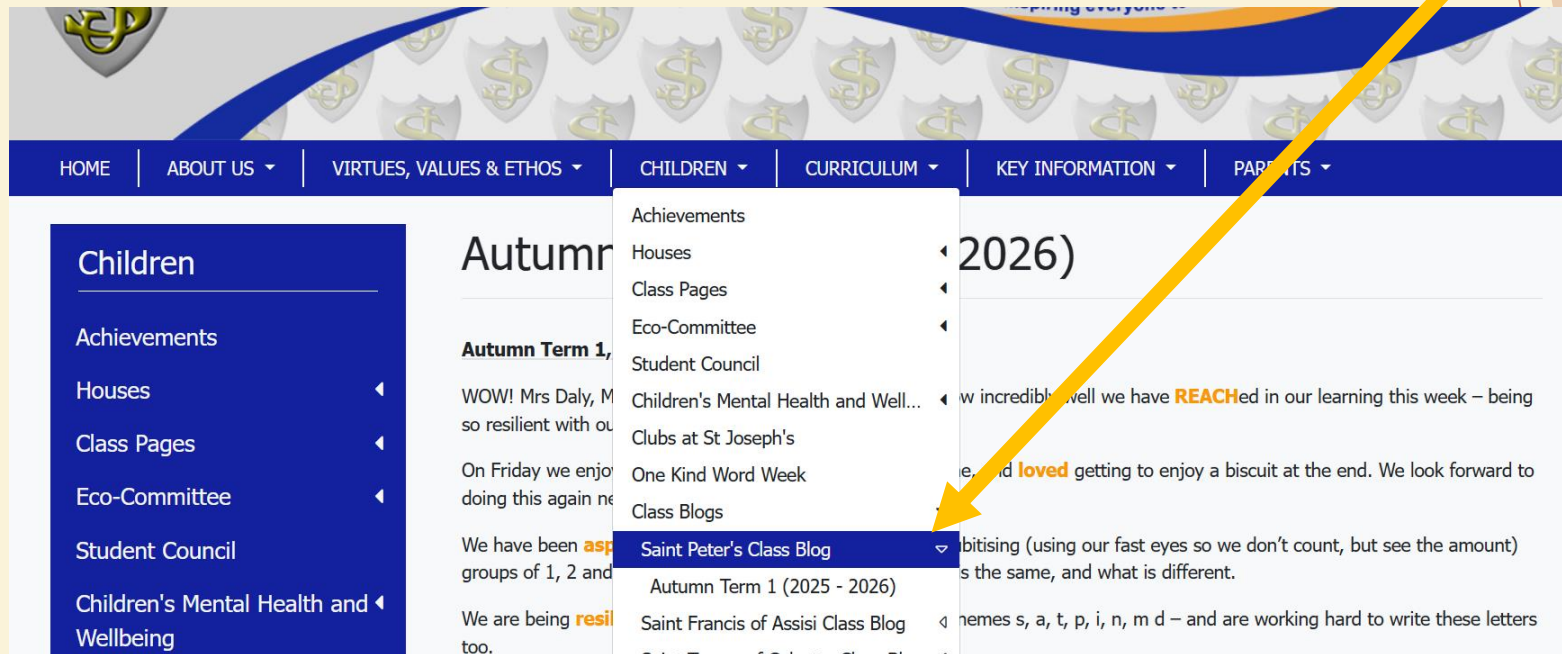 HOME
ABOUT US
VIRTUES, VALUES & ETHOS
CHILDREN
CURRICULUM
KEY INFORMATION
PARENTS
Children
Achievements
Houses
Class Pages
Eco-Committee
Student Council
Children's Mental Health and
Wellbeing
Achievements
Houses
Class Pages
Eco-Committee
Student Council
Children's Mental Health and Well...
Clubs at St Joseph's
One Kind Word Week
Class Blogs
Saint Peter's Class Blog
Autumn Term 1 (2025 - 2026)
Saint Francis of Assisi Class Blog
Autumn 2026)
Autumn Term 1,
WOW! Mrs Daly, incredibly well we have REACHed in our learning this week – being
so resilient with
On Friday we getting to enjoy a biscuit at the end. We look forward to
doing this again
We have been (using our fast eyes so we don't count, but see the amount)
groups of 1, 2 and the same, and what is different.
We are being s, a, t, p, i, n, m d – and are working hard to write these letters
too.